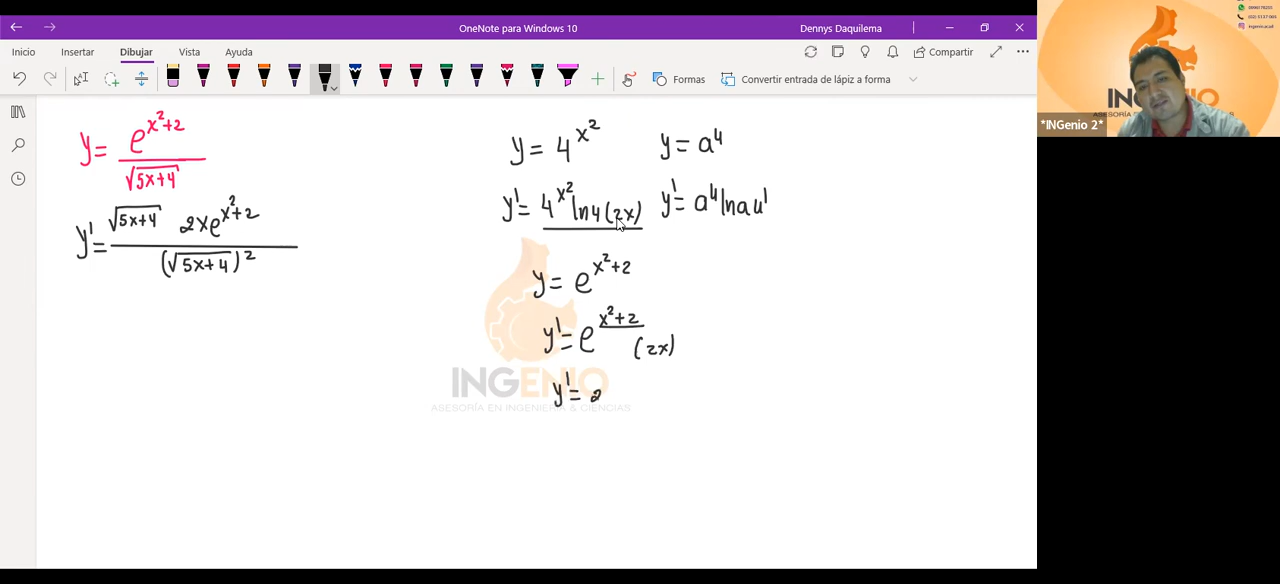 OneNote para Windows 10
Dennys Daquilema
Inicio Insertar Dibujar Vista Ayuda
Compartir
Formas Convertir entrada de lápiz a forma
y = e^(x²+2) / √(5x+4)
y' = √(5x+4) 2xe^(x²+2) / (√(5x+4))²
y = 4^(x²)
y' = 4^(x²) ln4 (2x)
y = e^(x²+2)
y' = e^(x²+2) (2x)
y' = 2
y = a^u
y' = a^u lna u'
INGENIO
ASESORÍA EN INGENIERÍA & CIENCIAS
*INGenio 2*